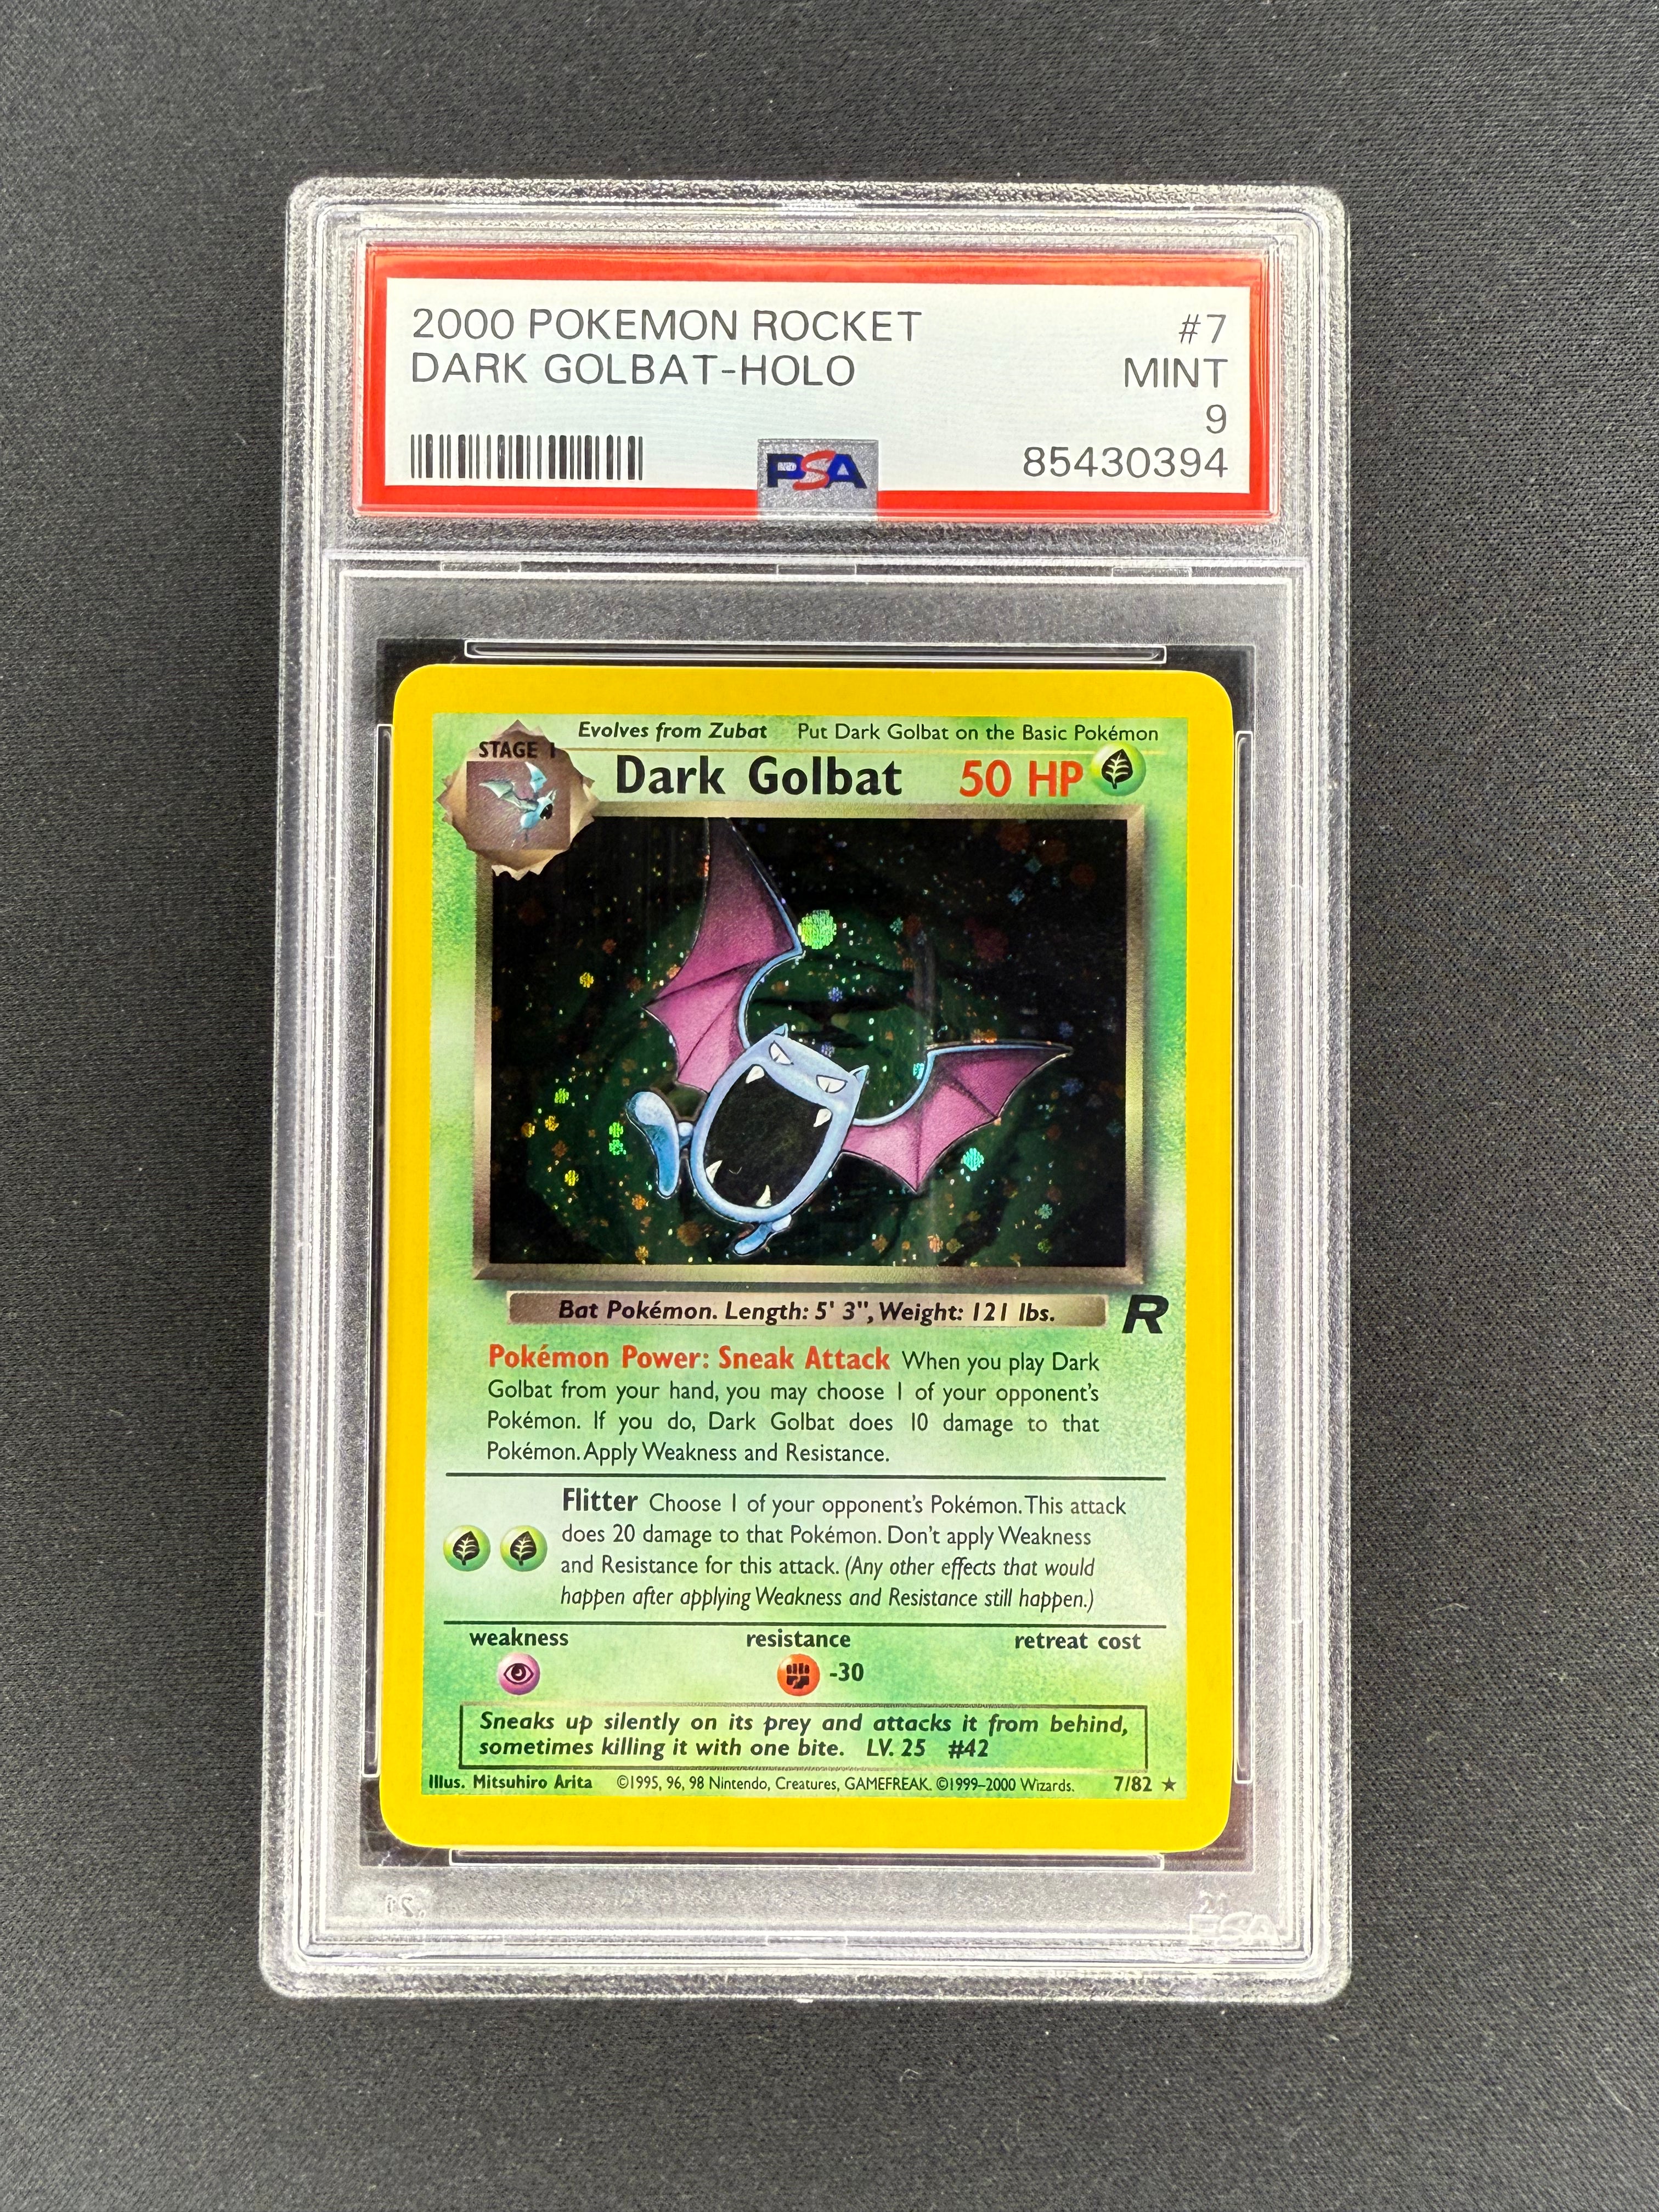 2000 POKEMON ROCKET #7
DARK GOLBAT-HOLO MINT
9
85430394
PSA
Evolves from Zubat Put Dark Golbat on the Basic Pokémon
STAGE 1
Dark Golbat 50 HP
Bat Pokémon. Length: 5' 3", Weight: 121 lbs.
R
Pokémon Power: Sneak Attack When you play Dark
Golbat from your hand, you may choose 1 of your opponent's
Pokémon. If you do, Dark Golbat does 10 damage to that
Pokémon. Apply Weakness and Resistance.
Flitter Choose 1 of your opponent's Pokémon. This attack
does 20 damage to that Pokémon. Don't apply Weakness
and Resistance for this attack. (Any other effects that would
happen after applying Weakness and Resistance still happen.)
weakness resistance retreat cost
-30
Sneaks up silently on its prey and attacks it from behind,
sometimes killing it with one bite. LV. 25 #42
Illus. Mitsuhiro Arita ©1995, 96, 98 Nintendo, Creatures, GAMEFREAK. ©1999–2000 Wizards. 7/82 ★
PSA